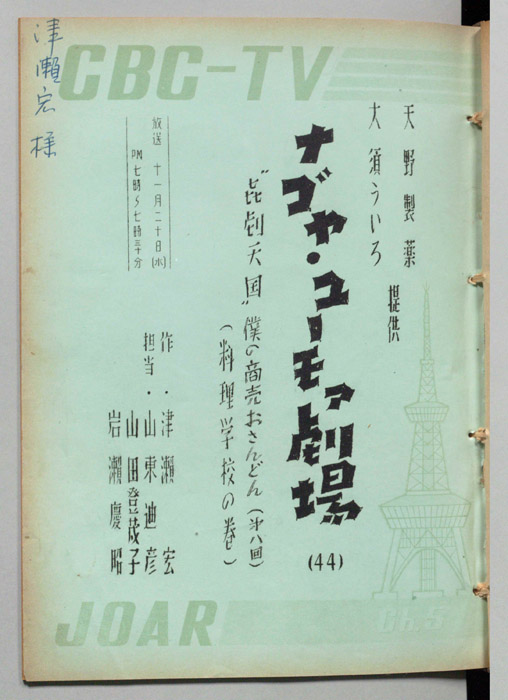 津瀬宏様
CBC-TV
天野製薬
大須ういろ 提供
ナゴヤ・ユーモア劇場
(44)
"㐂劇天国"僕の商売おさんどん(第八回)
(料理学校の巻)
放送 十一月二十日(水)
PM七時〜七時三十分
作・津瀬 宏
担当・山東迪彦
山田登茂子
岩瀬慶昭
JOAR
Ch.5